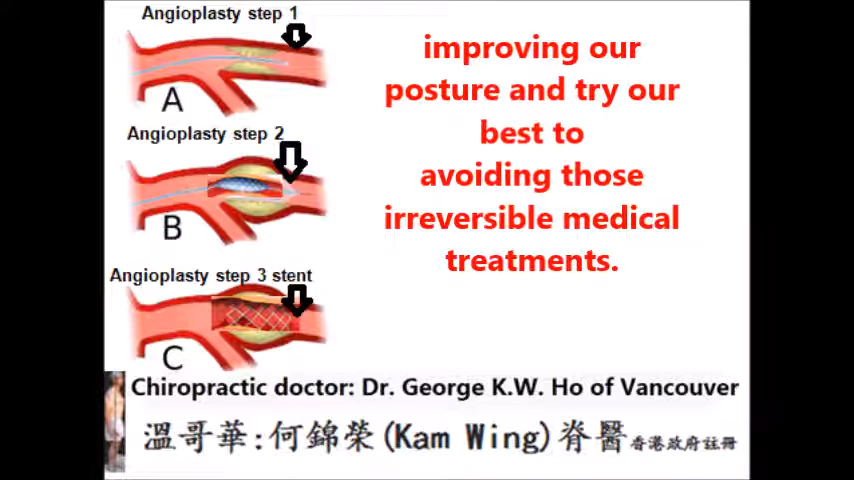 Angioplasty step 1
A
Angioplasty step 2
B
Angioplasty step 3 stent
C
improving our
posture and try our
best to
avoiding those
irreversible medical
treatments.
Chiropractic doctor: Dr. George K.W. Ho of Vancouver
溫哥華:何錦榮(Kam Wing)脊醫香港政府註冊